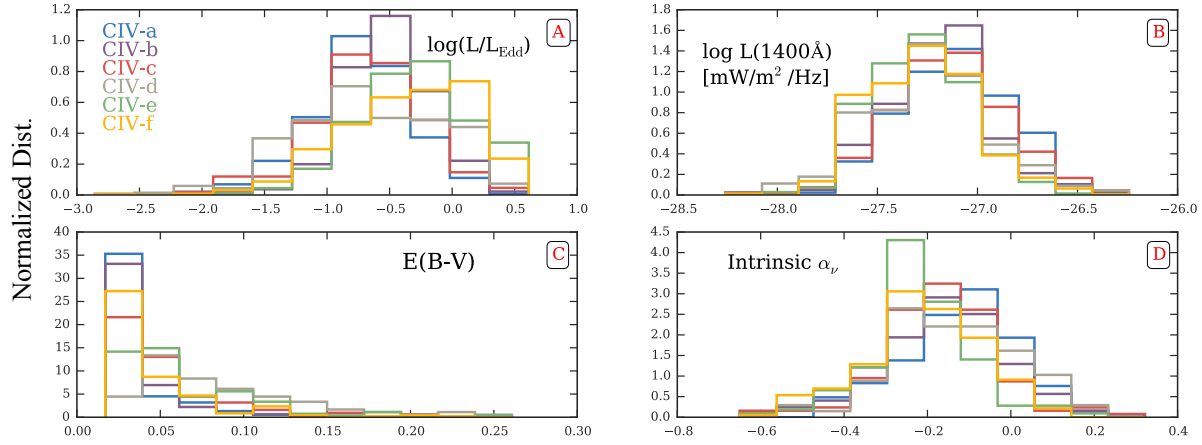 Normalized Dist.
1.2
1.0
0.8
0.6
0.4
0.2
0.0
CIV-a
CIV-b
CIV-c
CIV-d
CIV-e
CIV-f
log(L/L_Edd)
A
−3.0 −2.5 −2.0 −1.5 −1.0 −0.5 0.0 0.5 1.0
1.8
1.6
1.4
1.2
1.0
0.8
0.6
0.4
0.2
0.0
log L(1400Å)
[mW/m² /Hz]
B
−28.5 −28.0 −27.5 −27.0 −26.5 −26.0
40
35
30
25
20
15
10
5
0
E(B-V)
C
0.00 0.05 0.10 0.15 0.20 0.25 0.30
4.5
4.0
3.5
3.0
2.5
2.0
1.5
1.0
0.5
0.0
Intrinsic α_ν
D
−0.8 −0.6 −0.4 −0.2 0.0 0.2 0.4